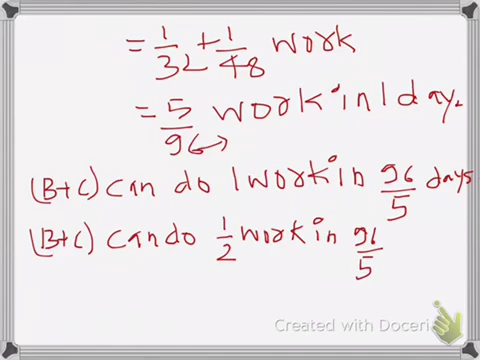 = 1/32 + 1/48 work
= 5/96 work in 1 day
(B+C) can do 1 work in 96/5 days
(B+C) can do 1/2 work in 96/5
Created with Doceri